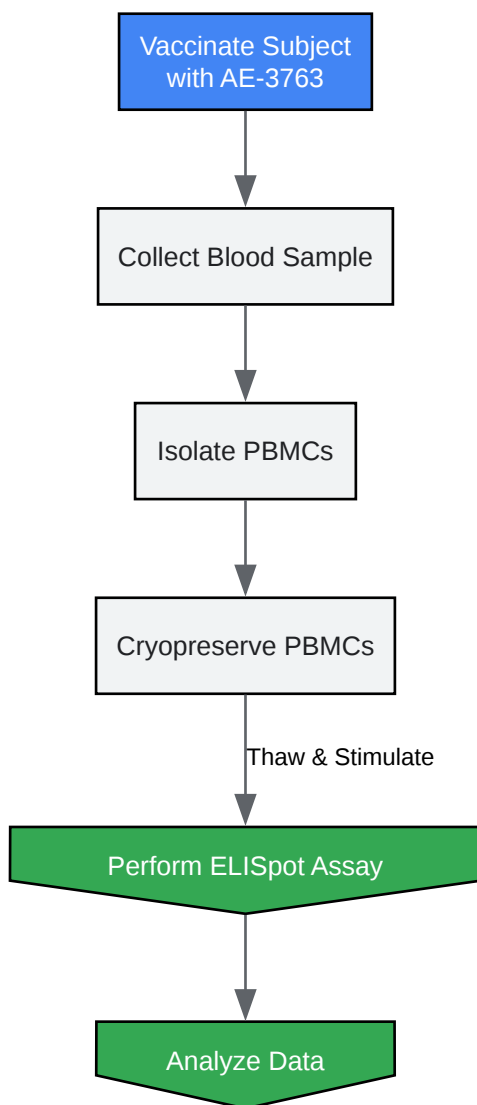 Vaccinate Subject
with AE-3763
Collect Blood Sample
Isolate PBMCs
Cryopreserve PBMCs
Thaw & Stimulate
Perform ELISpot Assay
Analyze Data